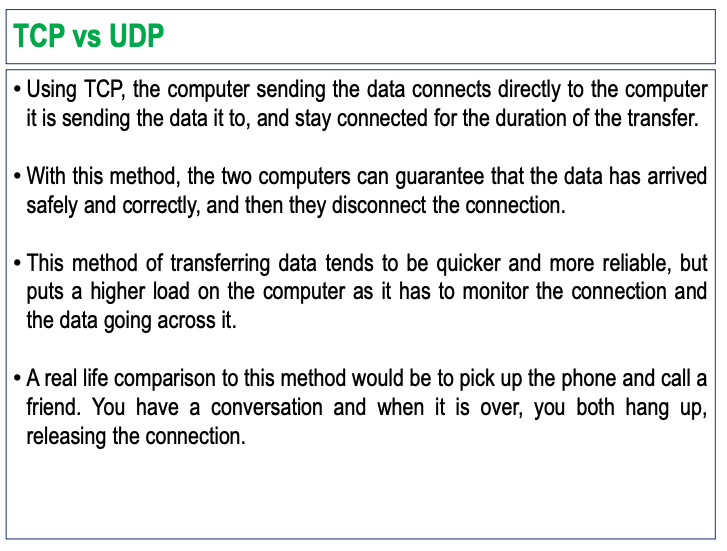 TCP vs UDP
• Using TCP, the computer sending the data connects directly to the computer
it is sending the data it to, and stay connected for the duration of the transfer.
• With this method, the two computers can guarantee that the data has arrived
safely and correctly, and then they disconnect the connection.
• This method of transferring data tends to be quicker and more reliable, but
puts a higher load on the computer as it has to monitor the connection and
the data going across it.
• A real life comparison to this method would be to pick up the phone and call a
friend. You have a conversation and when it is over, you both hang up,
releasing the connection.